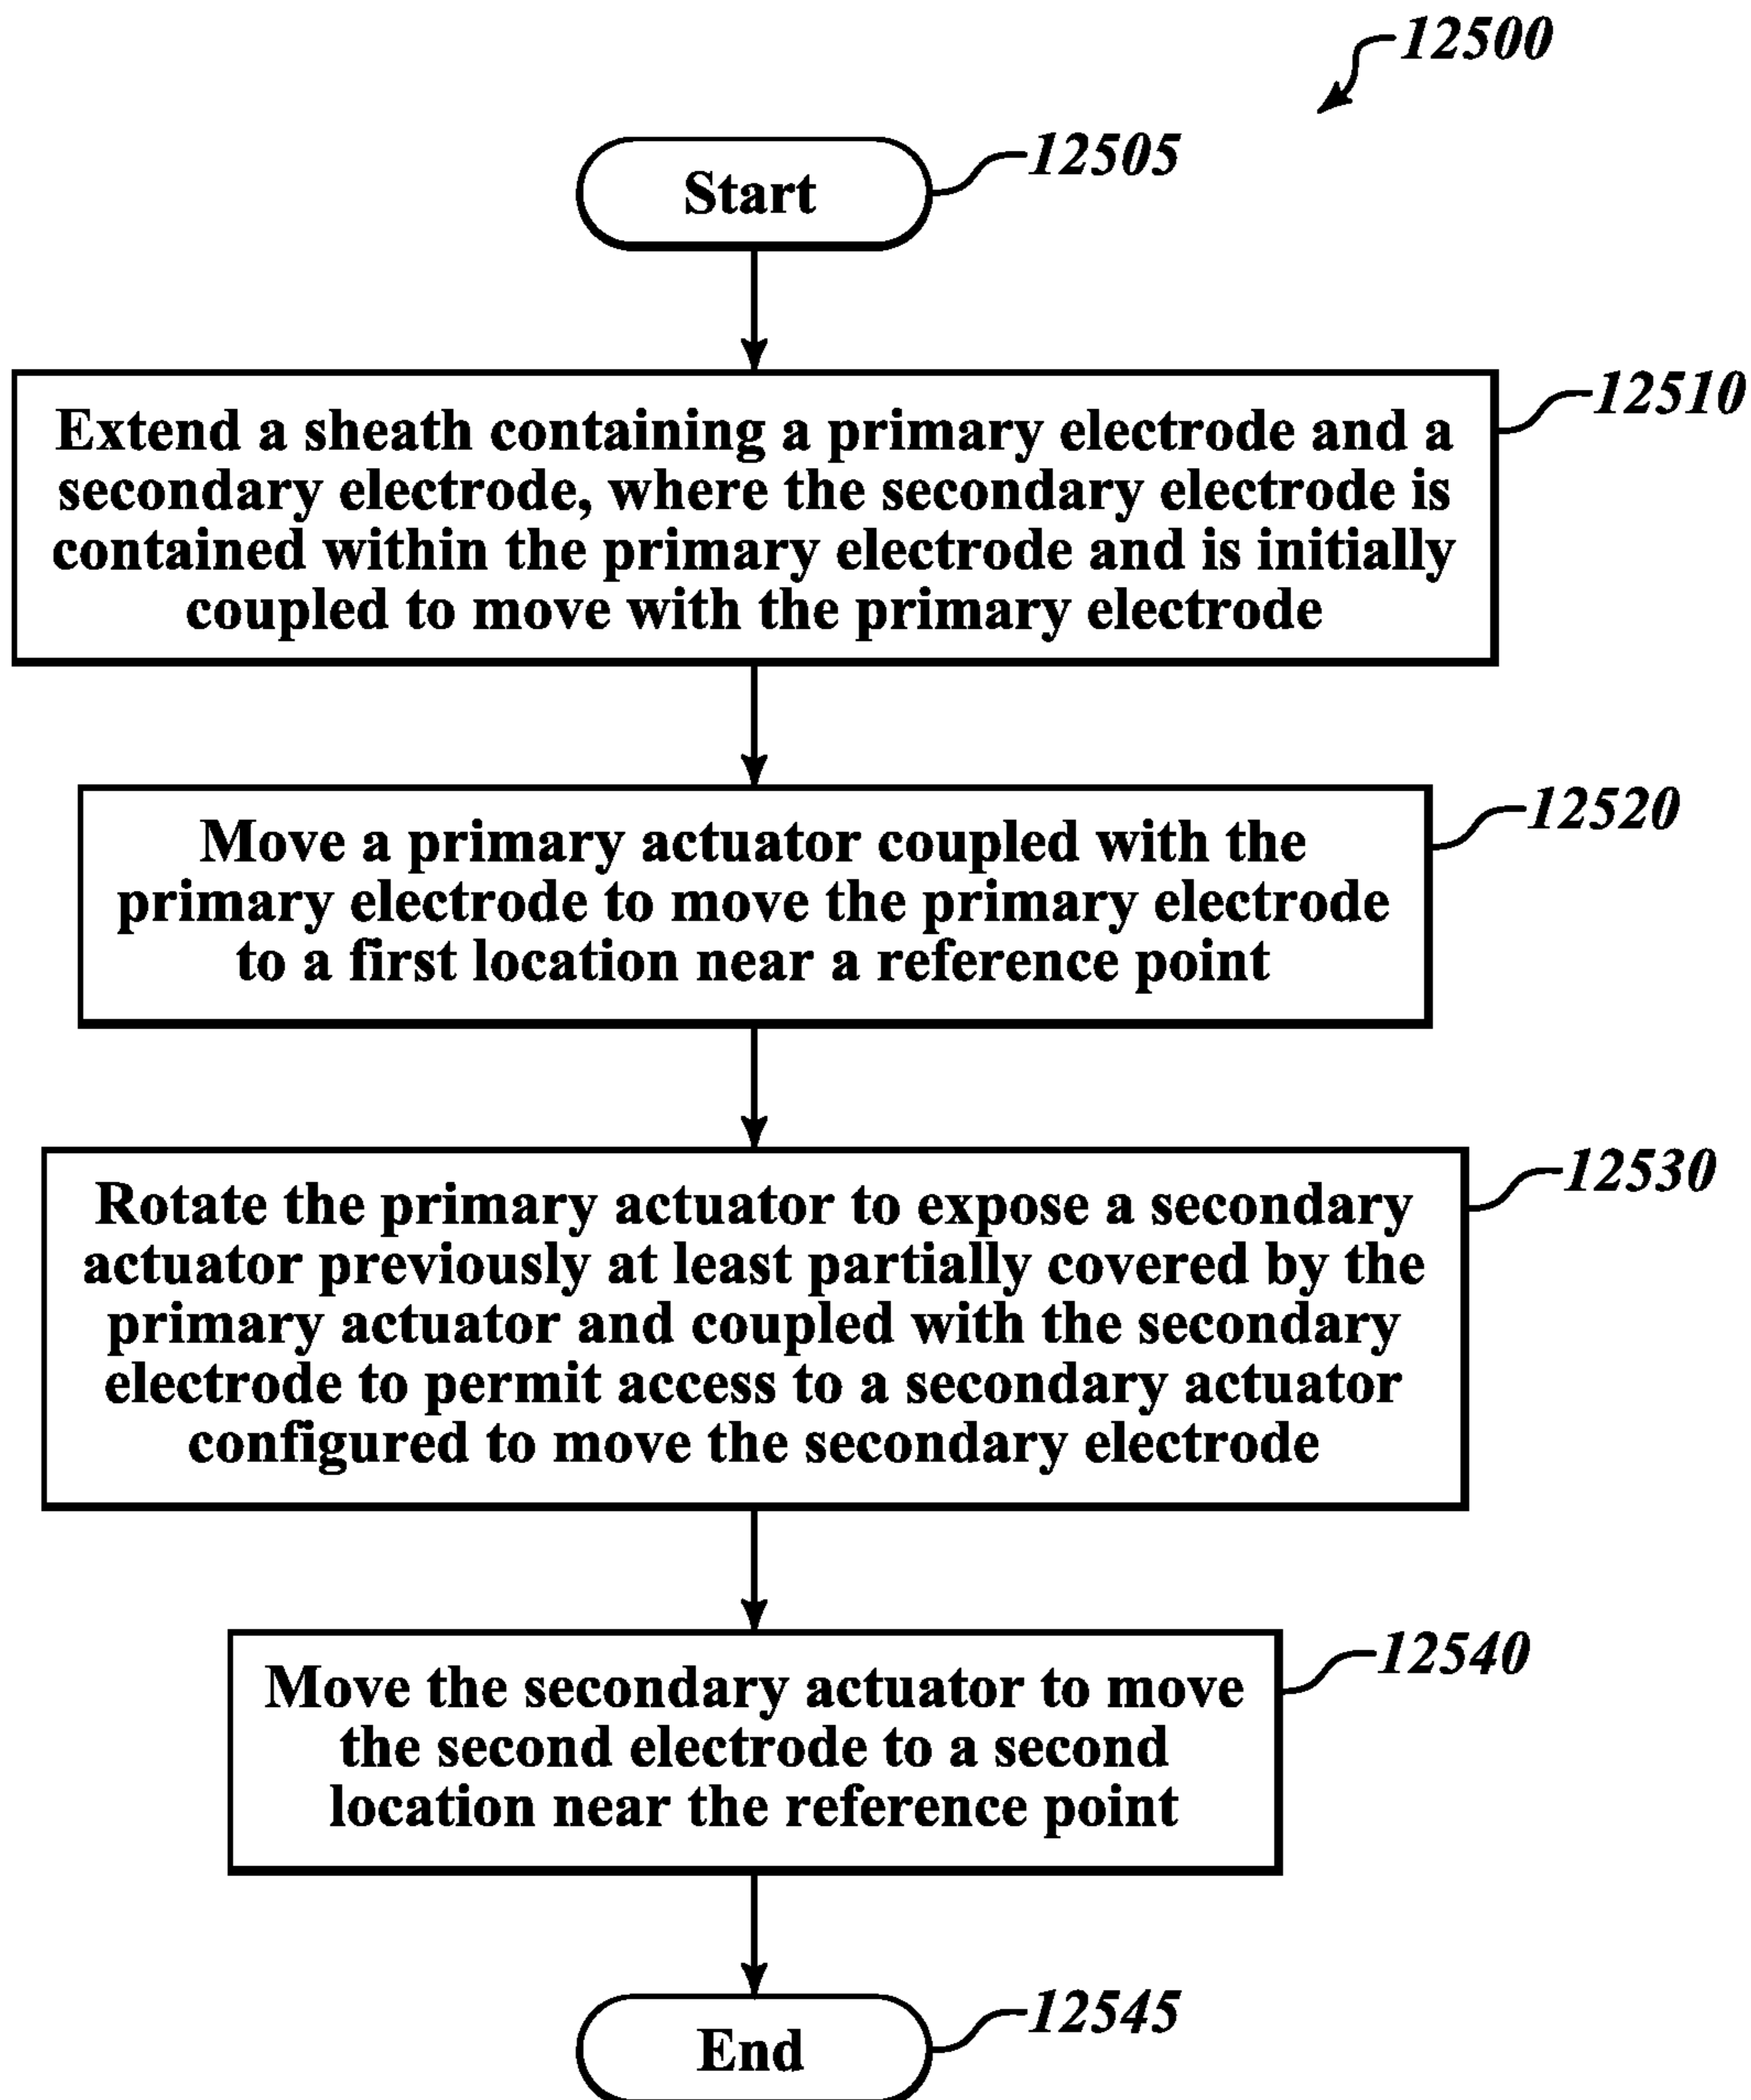 12500
Start
12505
Extend a sheath containing a primary electrode and a
secondary electrode, where the secondary electrode is
contained within the primary electrode and is initially
coupled to move with the primary electrode
12510
Move a primary actuator coupled with the
primary electrode to move the primary electrode
to a first location near a reference point
12520
Rotate the primary actuator to expose a secondary
actuator previously at least partially covered by the
primary actuator and coupled with the secondary
electrode to permit access to a secondary actuator
configured to move the secondary electrode
12530
Move the secondary actuator to move
the second electrode to a second
location near the reference point
12540
End
12545